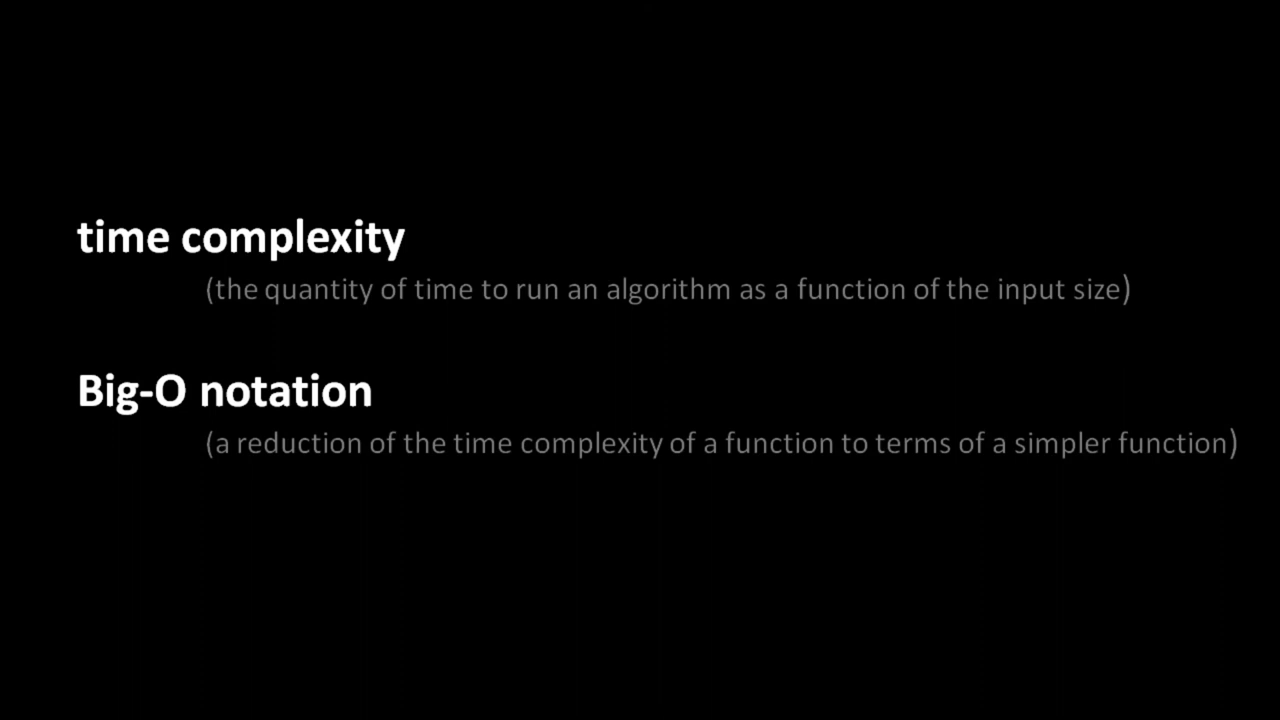 time complexity
(the quantity of time to run an algorithm as a function of the input size)
Big-O notation
(a reduction of the time complexity of a function to terms of a simpler function)